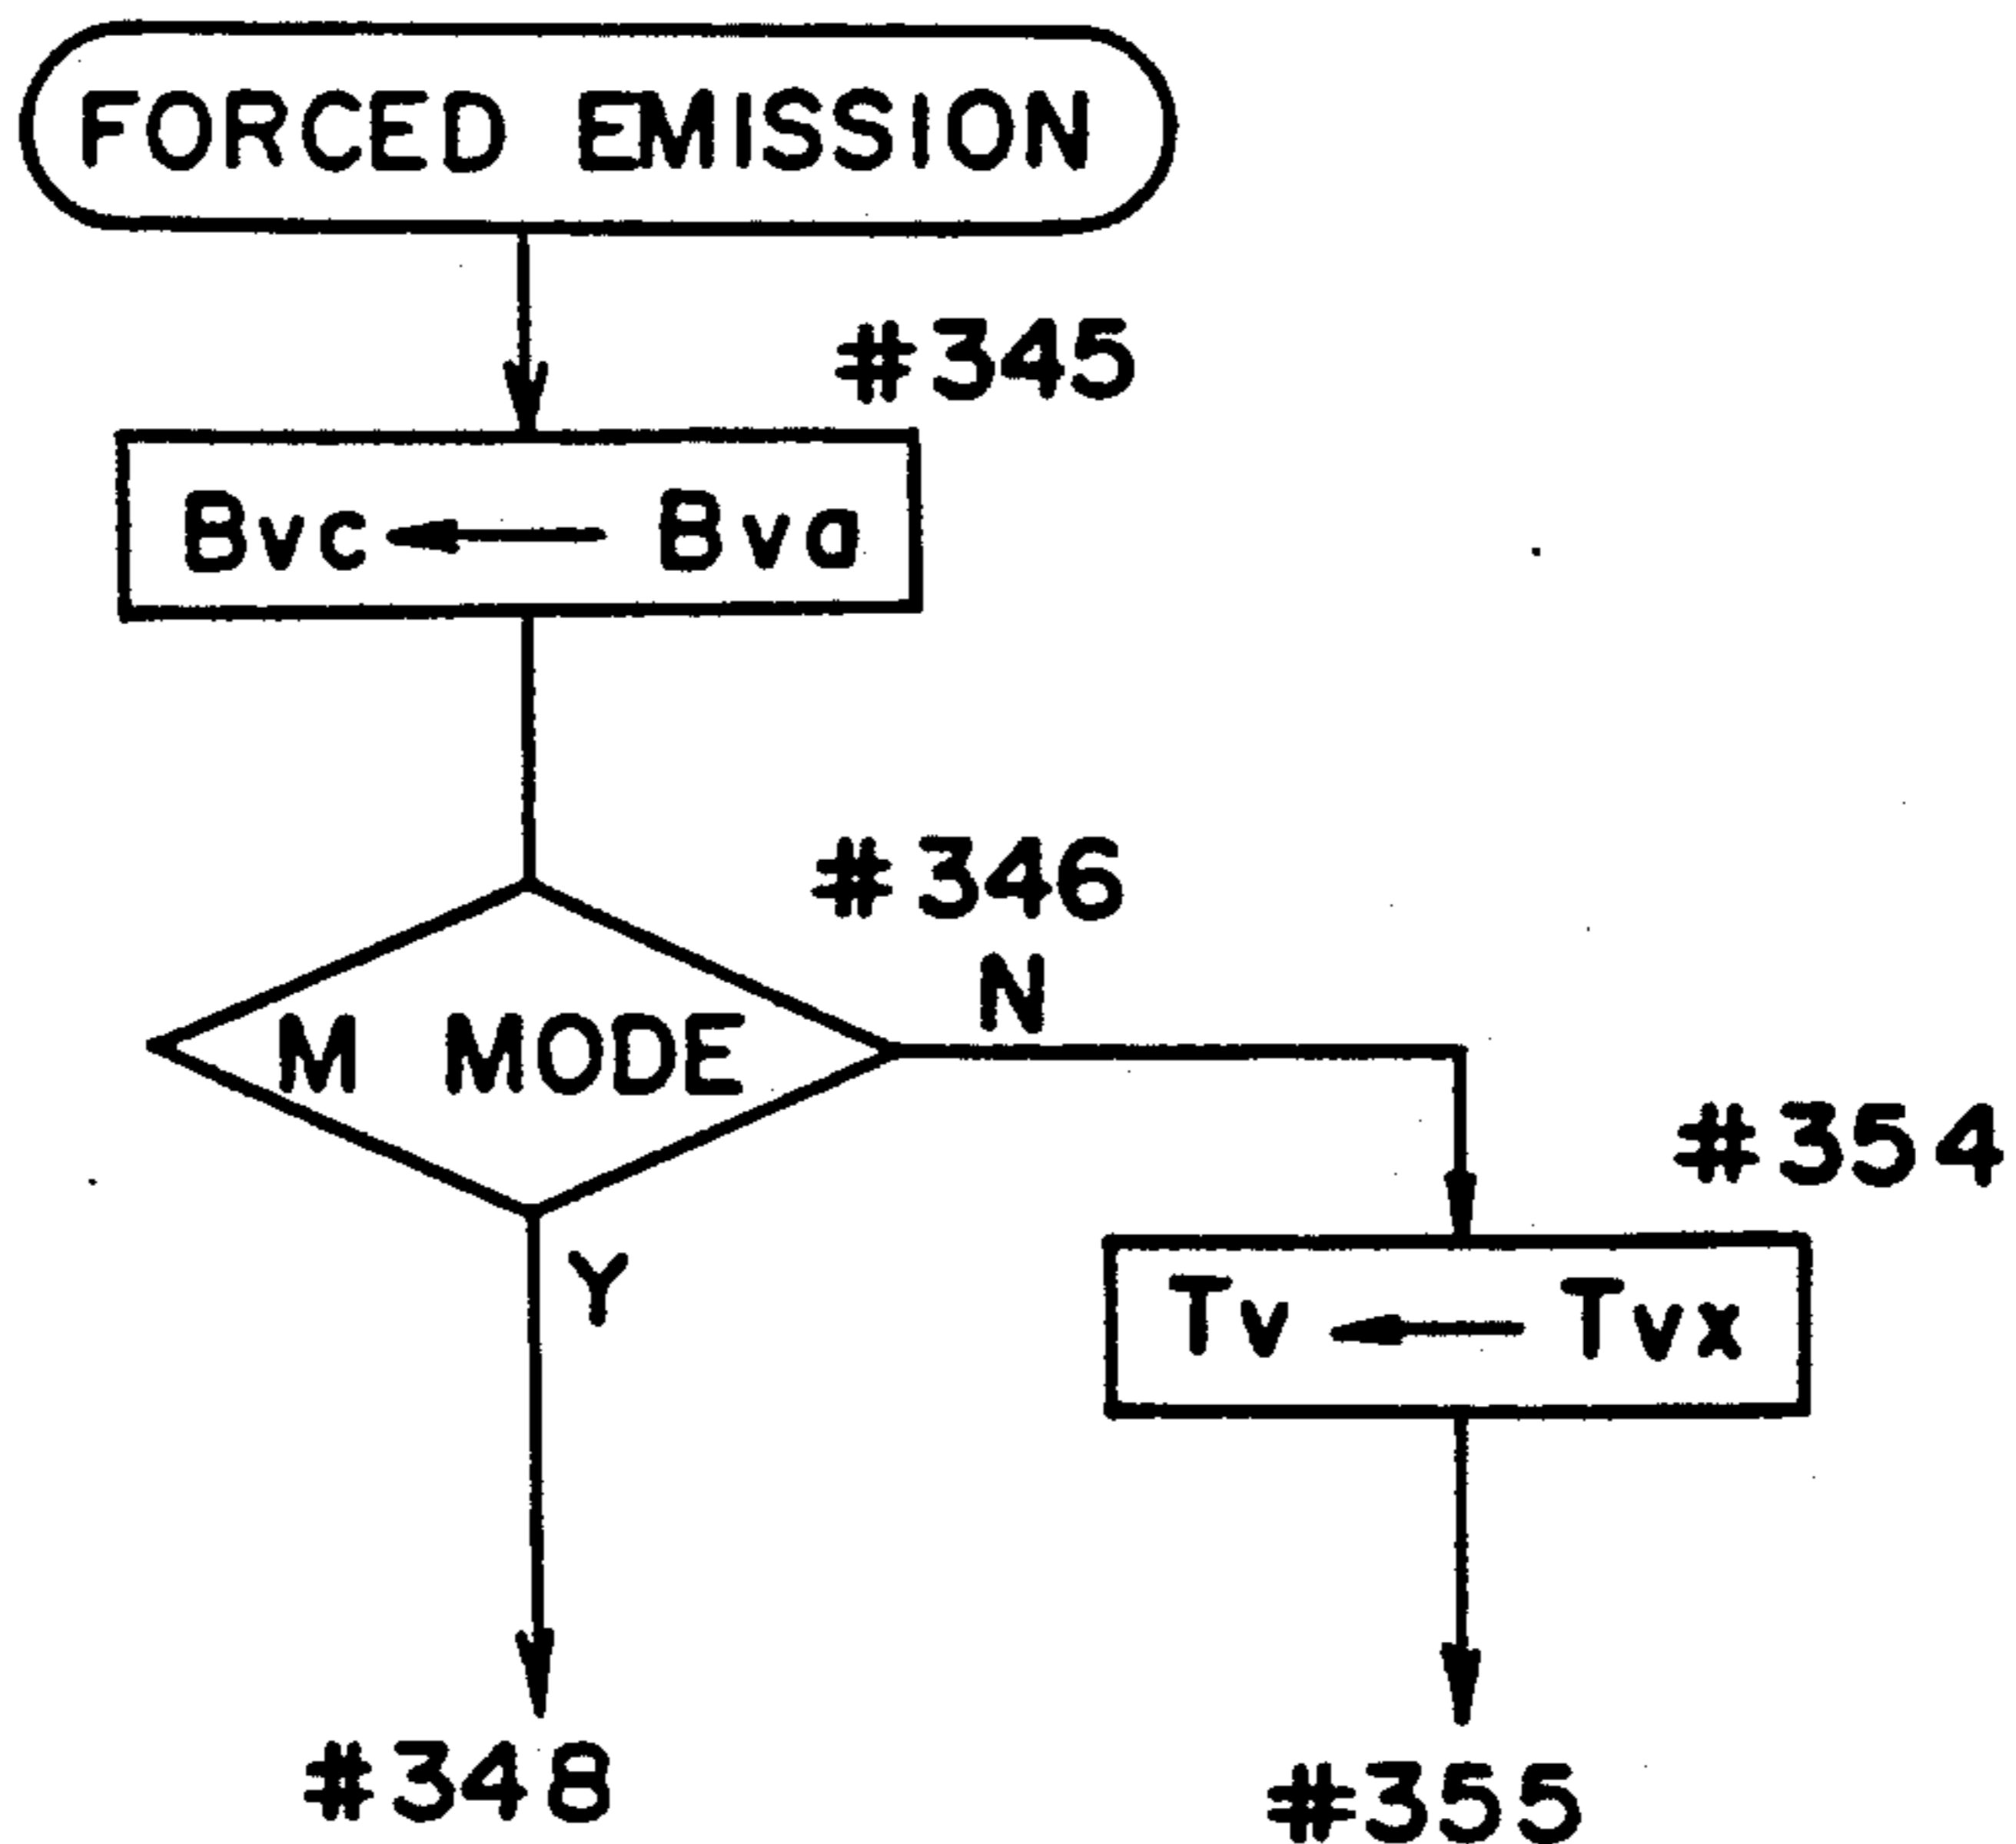 FORCED EMISSION
#345
Bvc ← Bva
#346
N
M MODE
#354
Y
Tv ← Tvx
#348
#355